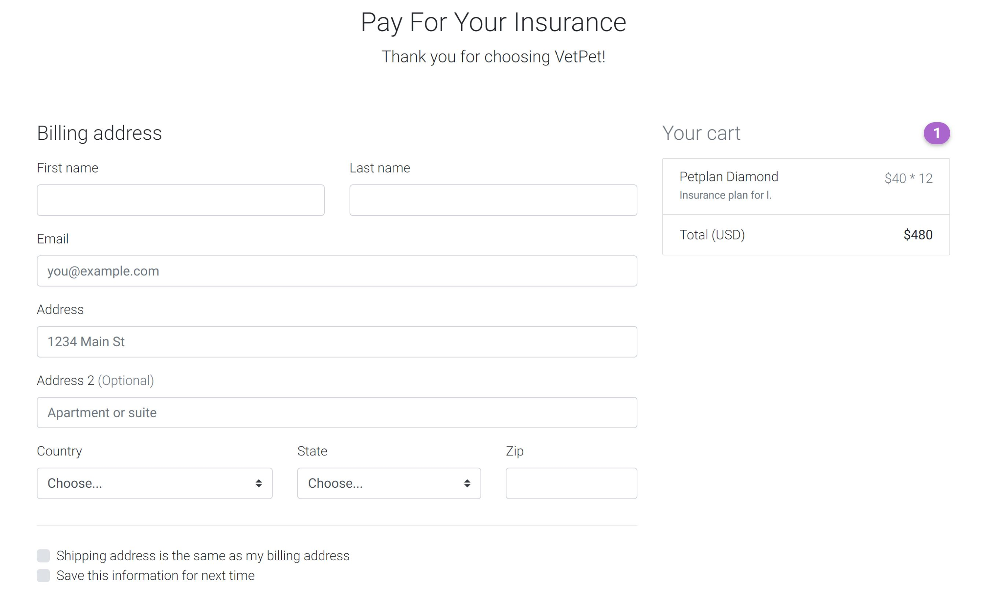 Pay For Your Insurance
Thank you for choosing VetPet!
Billing address
First name
Last name
Email
you@example.com
Address
1234 Main St
Address 2 (Optional)
Apartment or suite
Country
State
Zip
Choose...
Choose...
Shipping address is the same as my billing address
Save this information for next time
Your cart
1
Petplan Diamond
$40 * 12
Insurance plan for l.
Total (USD)
$480